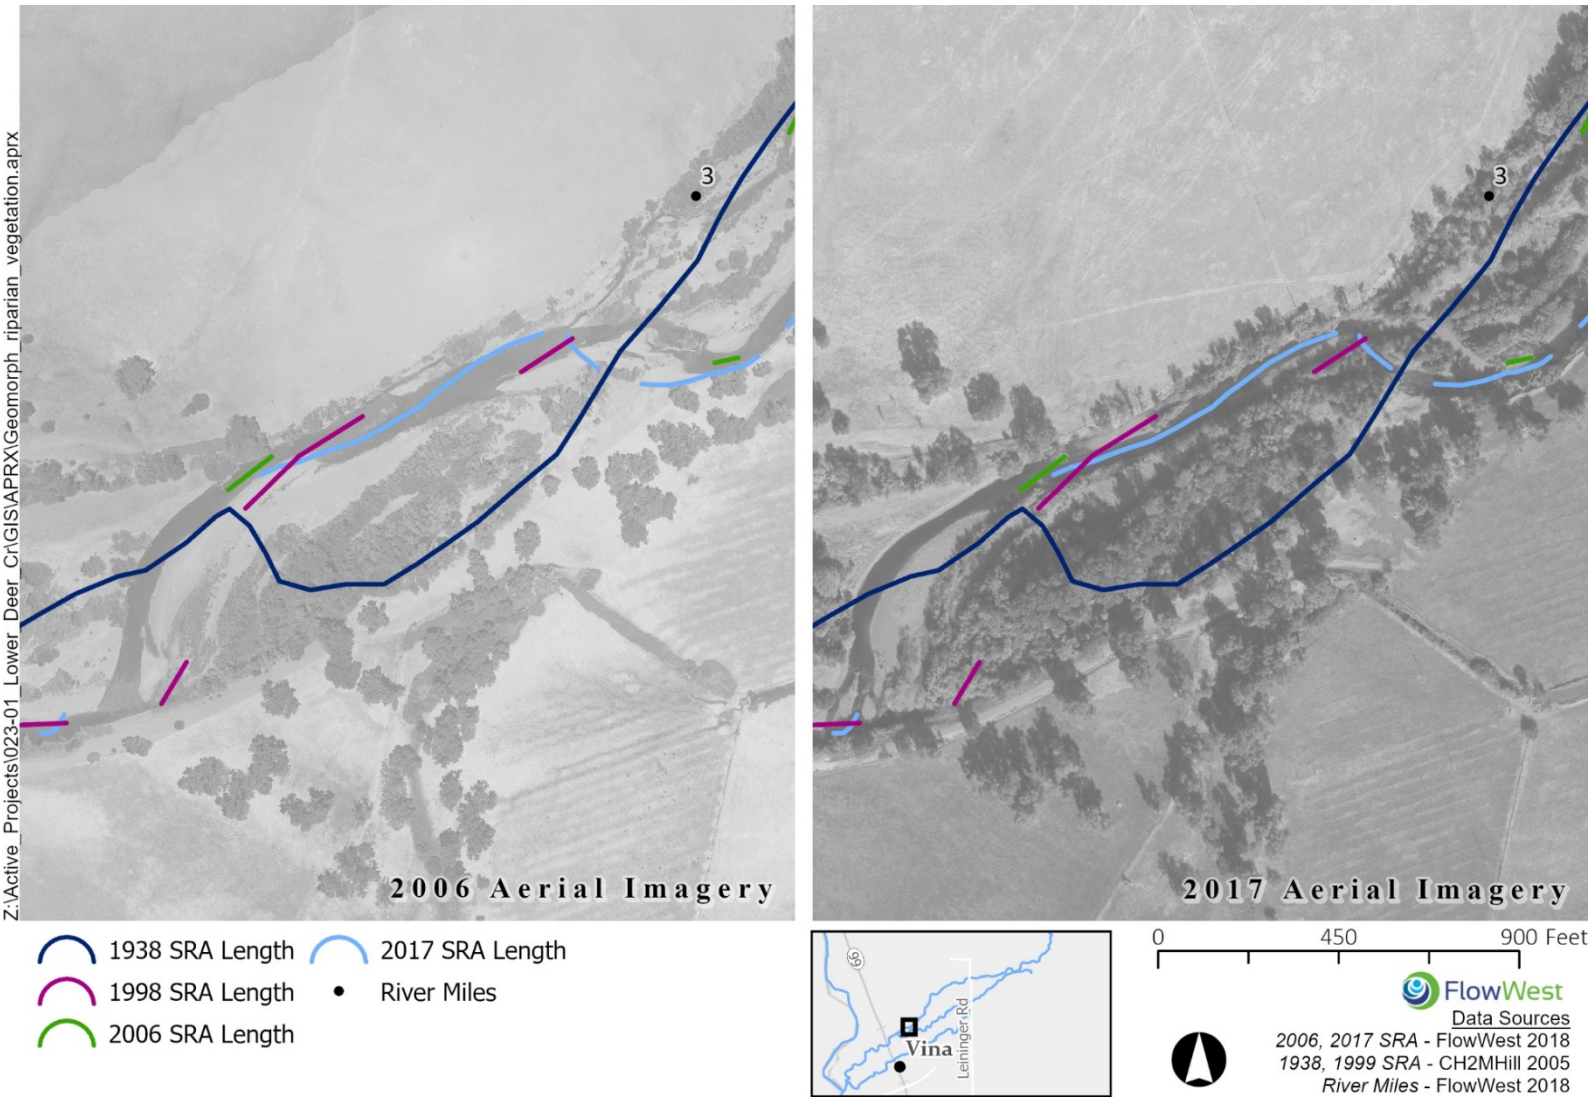 Z:\Active_Projects\023-01_Lower_Deer_Cr\GIS\APRX\Geomorph_riparian_vegetation.aprx
3
3
2006 Aerial Imagery
2017 Aerial Imagery
1938 SRA Length
1998 SRA Length
2006 SRA Length
2017 SRA Length
River Miles
99
Vina
Leininger Rd
0 450 900 Feet
FlowWest
Data Sources
2006, 2017 SRA - FlowWest 2018
1938, 1999 SRA - CH2MHill 2005
River Miles - FlowWest 2018